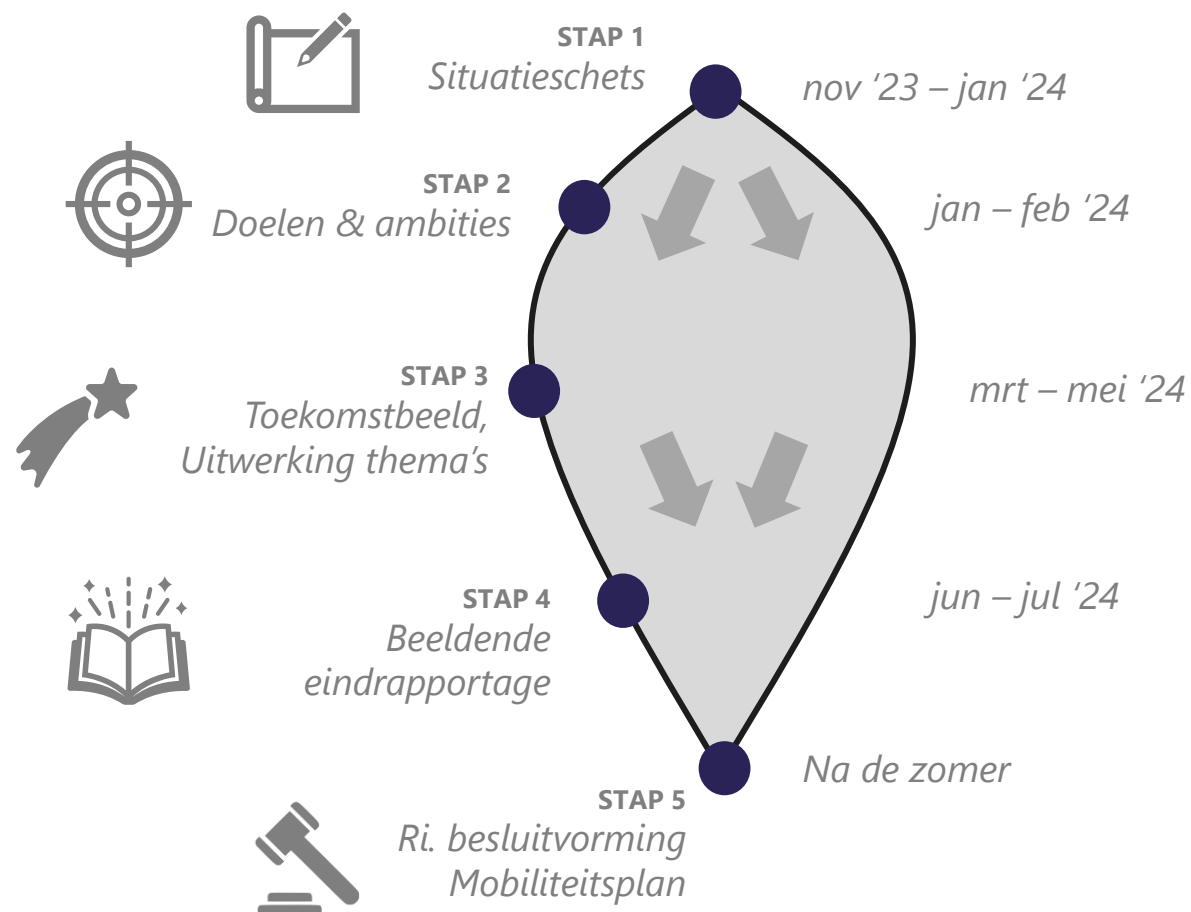 STAP 1
Situatieschets
nov ‘23 – jan ‘24
STAP 2
Doelen & ambities
jan – feb ‘24
STAP 3
Toekomstbeeld,
Uitwerking thema’s
mrt – mei ‘24
STAP 4
Beeldende
eindrapportage
jun – jul ‘24
Na de zomer
STAP 5
Ri. besluitvorming
Mobiliteitsplan